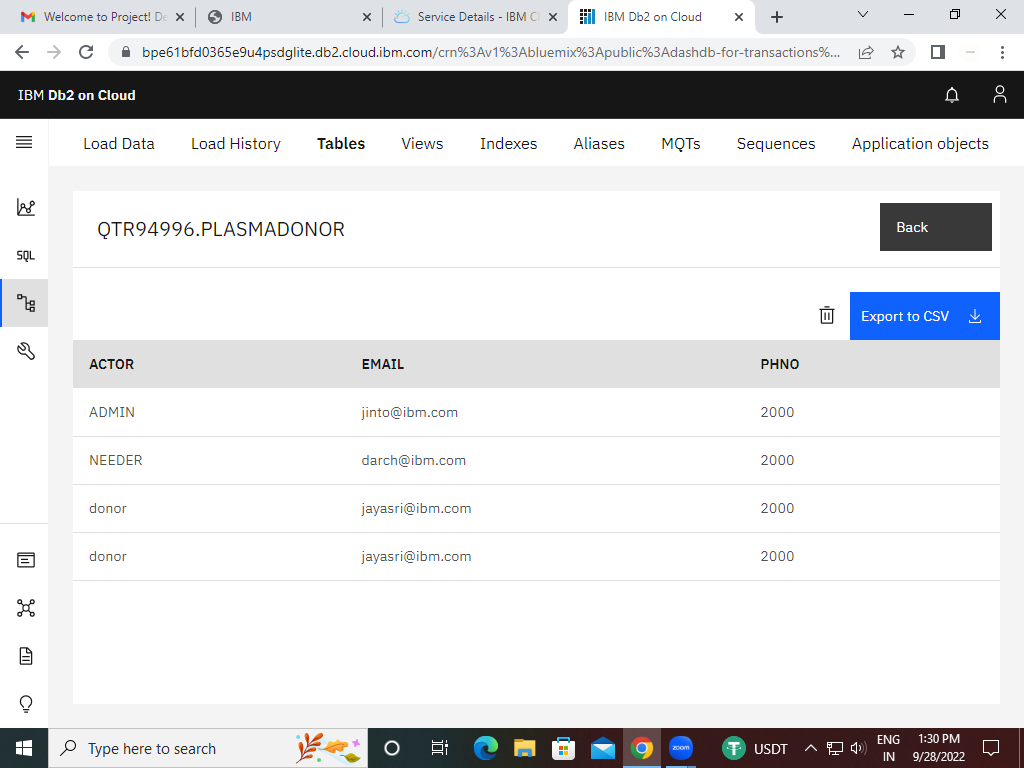 Welcome to Project! De
IBM
Service Details - IBM Cl
IBM Db2 on Cloud
bpe61bfd0365e9u4psdglite.db2.cloud.ibm.com/crn%3Av1%3Abluemix%3Apublic%3Adashdb-for-transactions%...
IBM Db2 on Cloud
Load Data Load History Tables Views Indexes Aliases MQTs Sequences Application objects
SQL
QTR94996.PLASMADONOR
Back
Export to CSV
ACTOR EMAIL PHNO
ADMIN jinto@ibm.com 2000
NEEDER darch@ibm.com 2000
donor jayasri@ibm.com 2000
donor jayasri@ibm.com 2000
Type here to search
zoom
USDT
ENG
IN
1:30 PM
9/28/2022